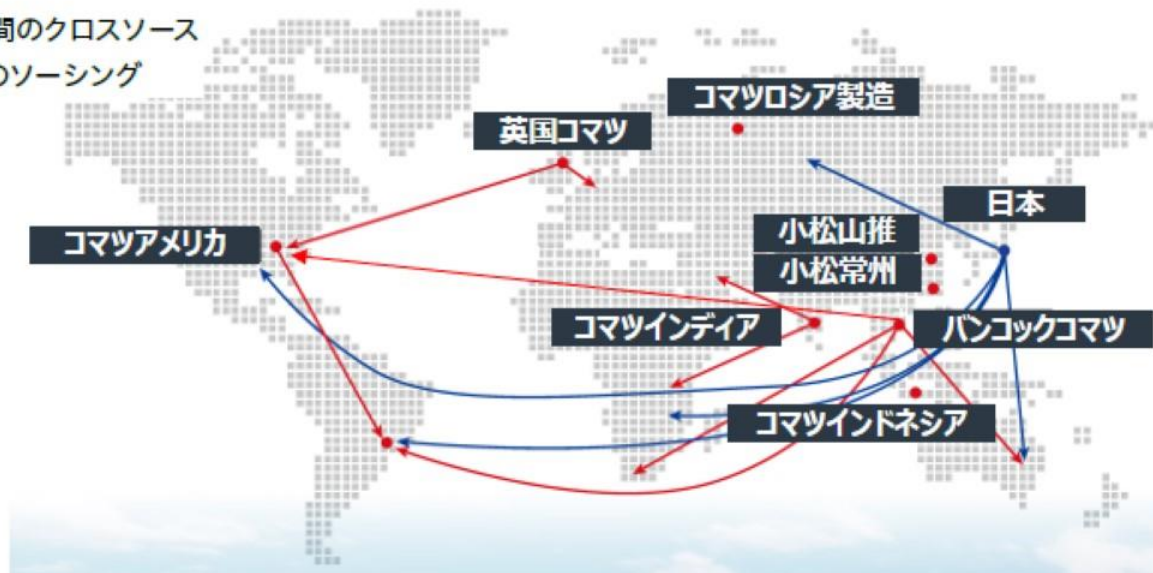 間のクロスソース
のソーシング
コマツロシア製造
英国コマツ
日本
コマツアメリカ
小松山推
小松常州
コマツインディア
バンコックコマツ
コマツインドネシア